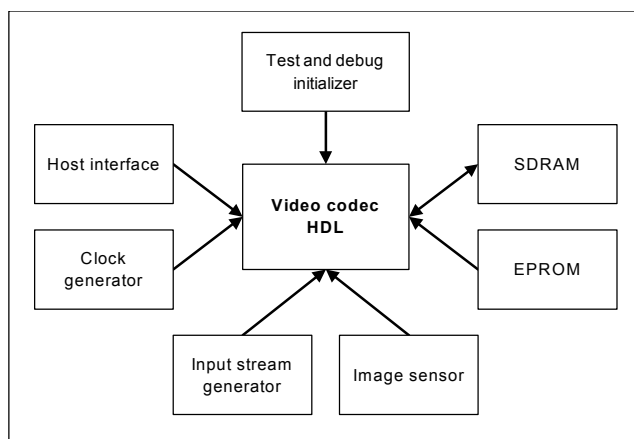 Test and debug
initializer
Host interface
SDRAM
Video codec
HDL
Clock
generator
EPROM
Input stream
generator
Image sensor